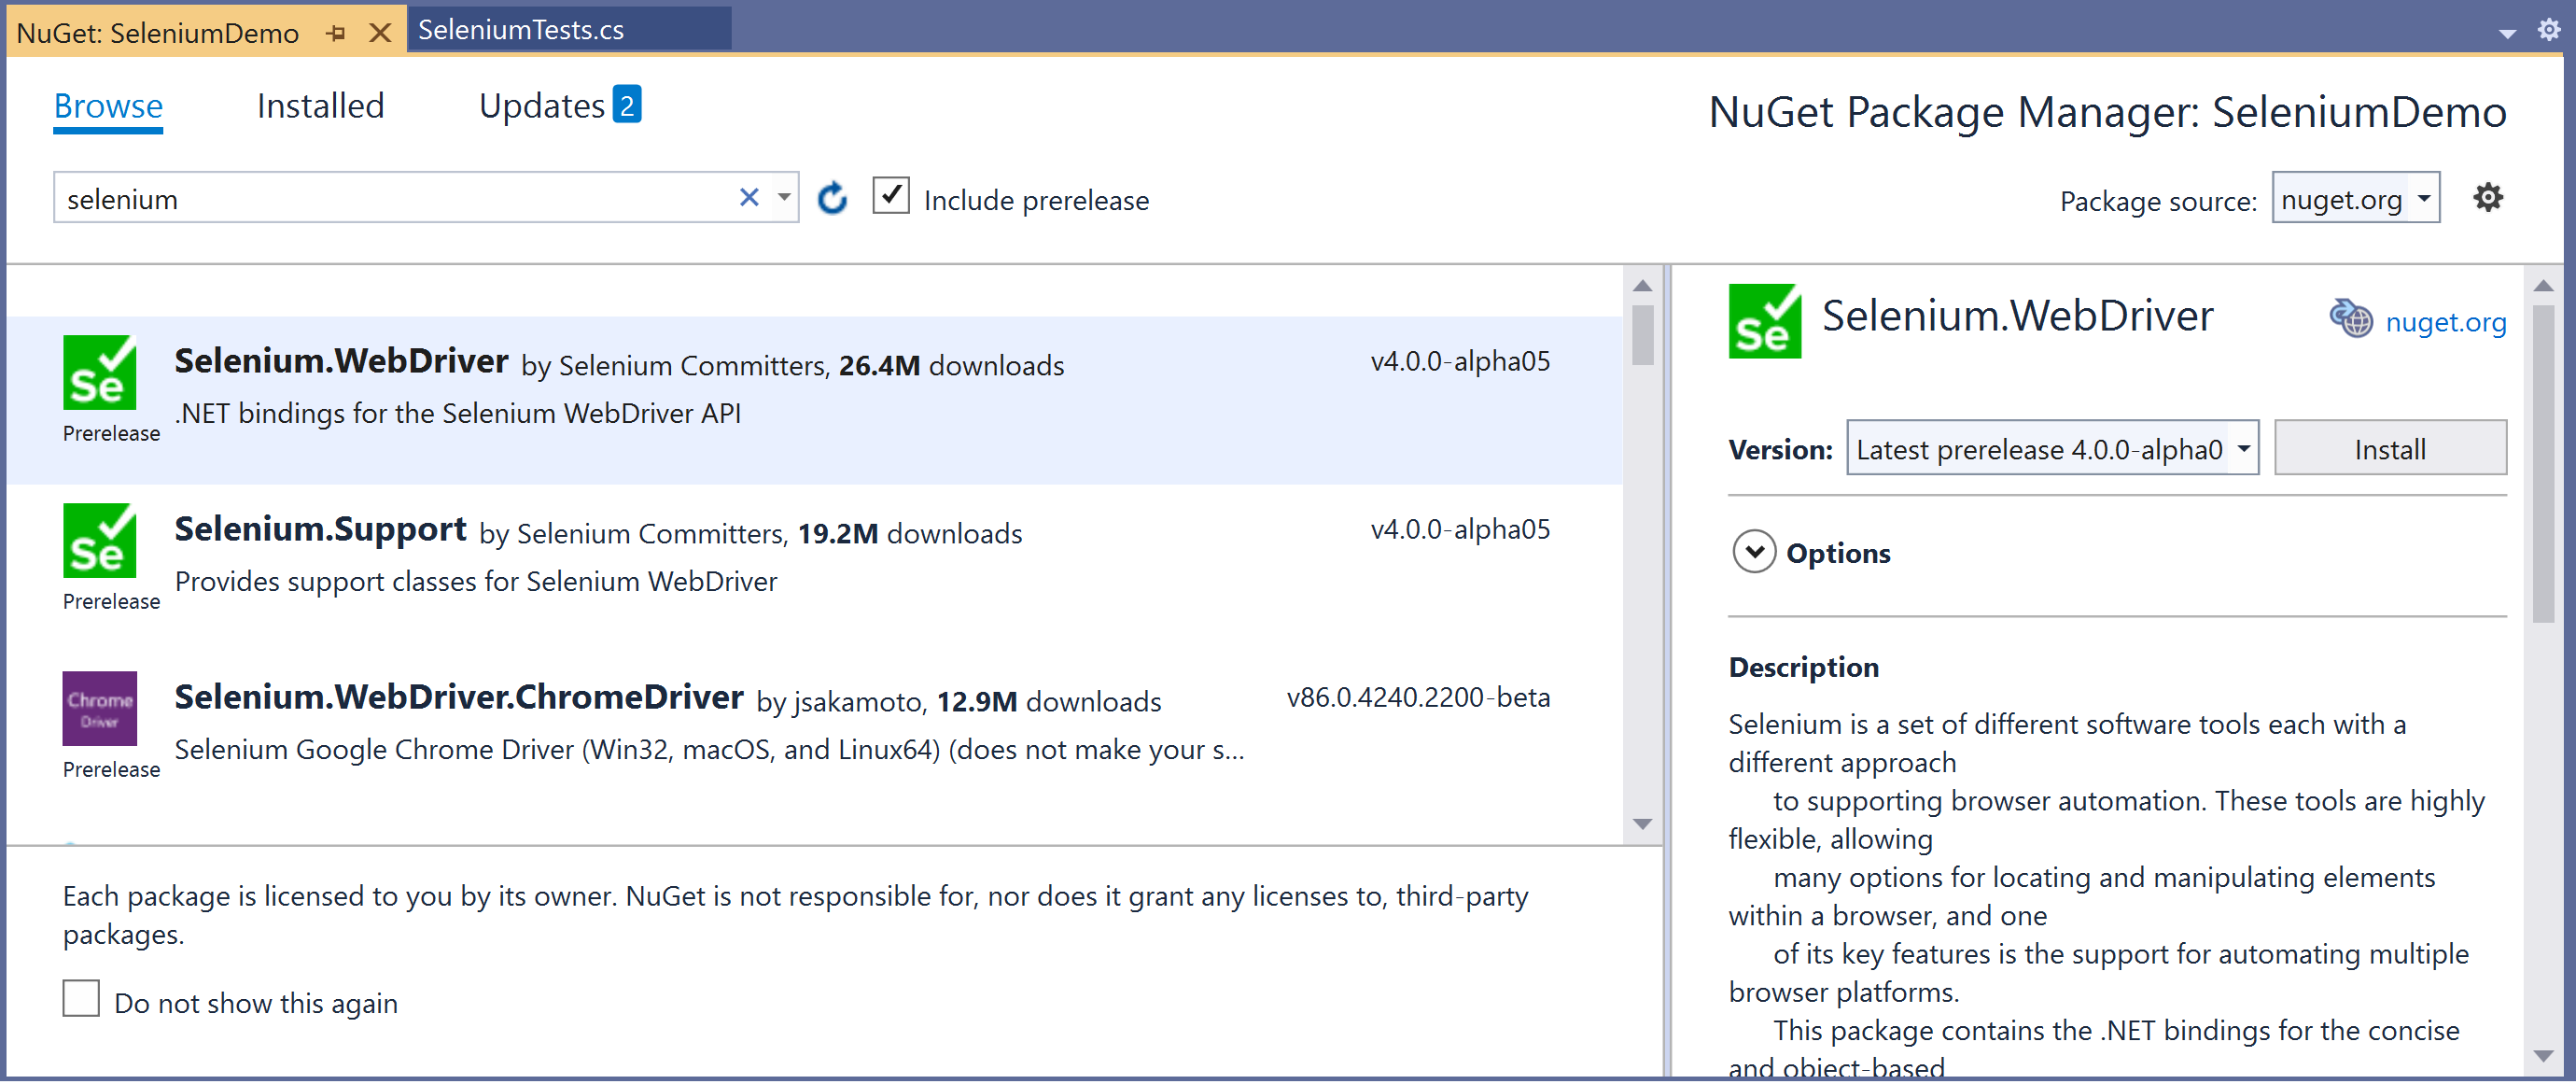 NuGet: SeleniumDemo
SeleniumTests.cs
Browse
Installed
Updates 2
NuGet Package Manager: SeleniumDemo
selenium
Include prerelease
Package source:
nuget.org
Se
Selenium.WebDriver by Selenium Committers, 26.4M downloads
v4.0.0-alpha05
.NET bindings for the Selenium WebDriver API
Prerelease
Se
Selenium.Support by Selenium Committers, 19.2M downloads
v4.0.0-alpha05
Provides support classes for Selenium WebDriver
Prerelease
Chrome
Driver
Selenium.WebDriver.ChromeDriver by jsakamoto, 12.9M downloads
v86.0.4240.2200-beta
Selenium Google Chrome Driver (Win32, macOS, and Linux64) (does not make your s...
Prerelease
Each package is licensed to you by its owner. NuGet is not responsible for, nor does it grant any licenses to, third-party
packages.
Do not show this again
Se
Selenium.WebDriver
nuget.org
Version:
Latest prerelease 4.0.0-alpha0
Install
Options
Description
Selenium is a set of different software tools each with a
different approach
to supporting browser automation. These tools are highly
flexible, allowing
many options for locating and manipulating elements
within a browser, and one
of its key features is the support for automating multiple
browser platforms.
This package contains the .NET bindings for the concise
and object-based